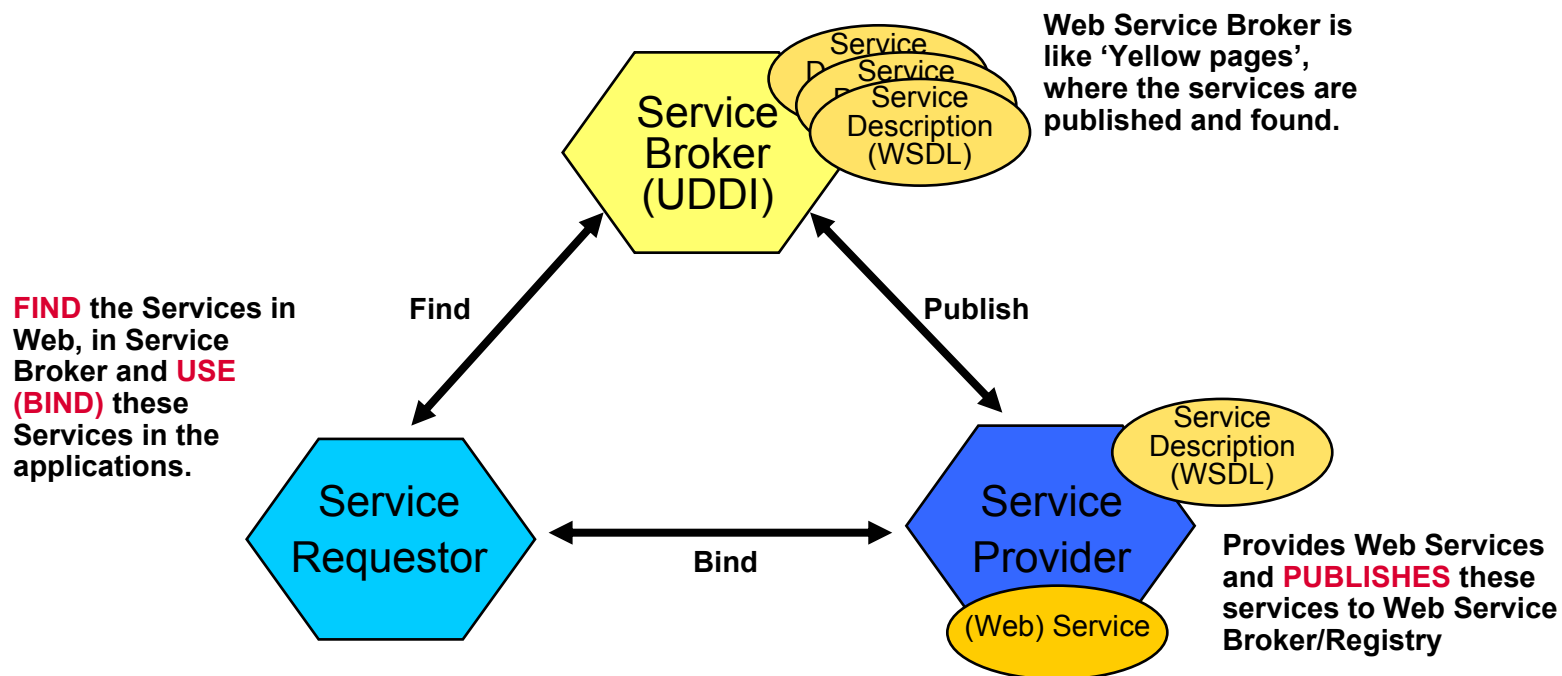 Web Service Broker is
like ‘Yellow pages’,
where the services are
published and found.
Service
Service
Service
Description
(WSDL)
Service
Broker
(UDDI)
FIND the Services in
Web, in Service
Broker and USE
(BIND) these
Services in the
applications.
Find
Publish
Service
Description
(WSDL)
Service
Requestor
Bind
Service
Provider
(Web) Service
Provides Web Services
and PUBLISHES these
services to Web Service
Broker/Registry